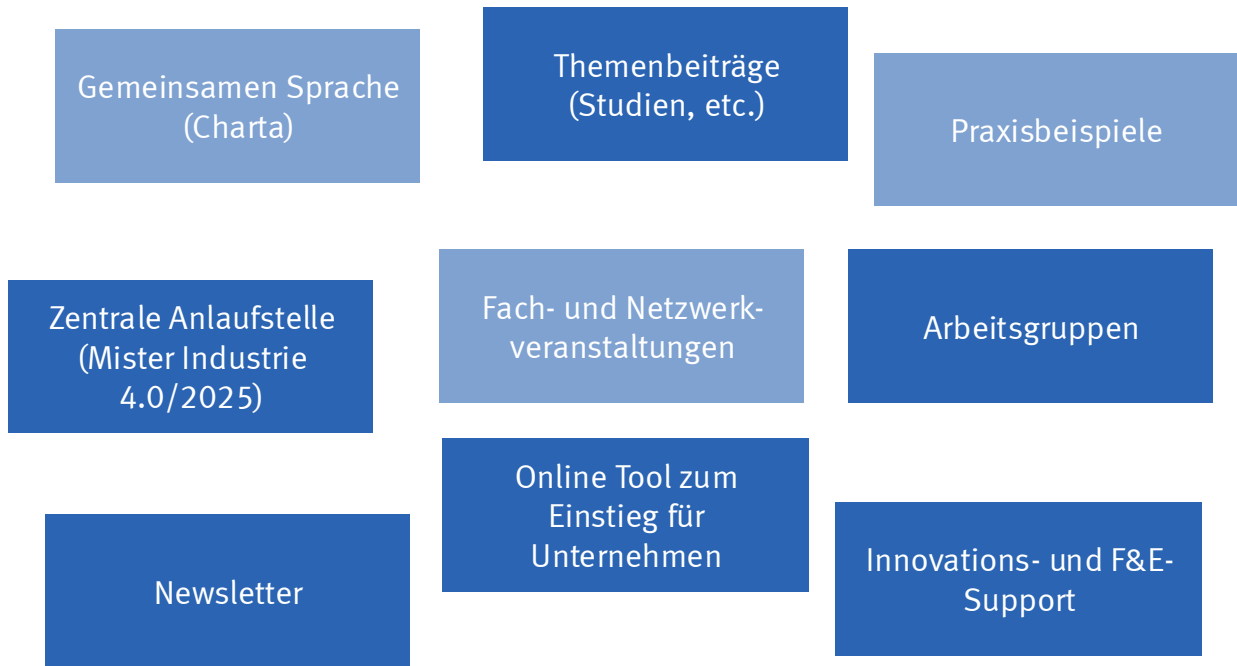 Gemeinsamen Sprache
(Charta)
Themenbeiträge
(Studien, etc.)
Praxisbeispiele
Zentrale Anlaufstelle
(Mister Industrie
4.0/2025)
Fach- und Netzwerk-
veranstaltungen
Arbeitsgruppen
Newsletter
Online Tool zum
Einstieg für
Unternehmen
Innovations- und F&E-
Support